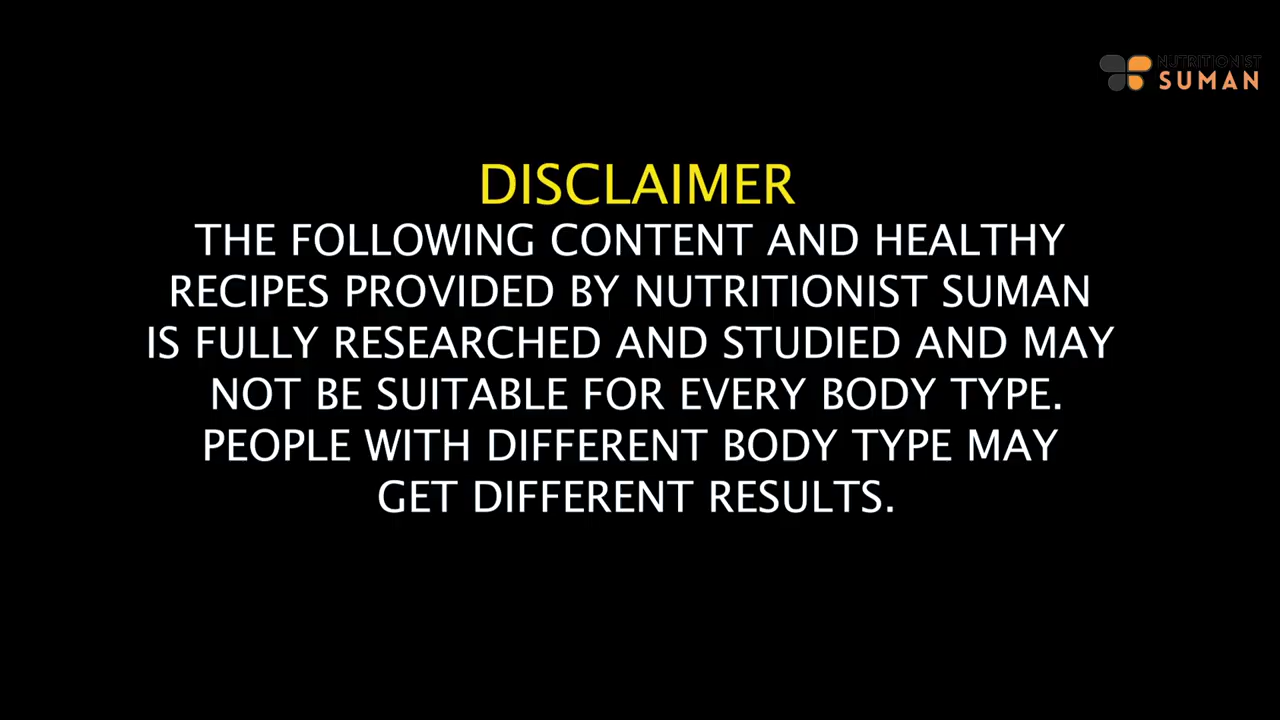 NUTRITIONIST
SUMAN
DISCLAIMER
THE FOLLOWING CONTENT AND HEALTHY
RECIPES PROVIDED BY NUTRITIONIST SUMAN
IS FULLY RESEARCHED AND STUDIED AND MAY
NOT BE SUITABLE FOR EVERY BODY TYPE.
PEOPLE WITH DIFFERENT BODY TYPE MAY
GET DIFFERENT RESULTS.